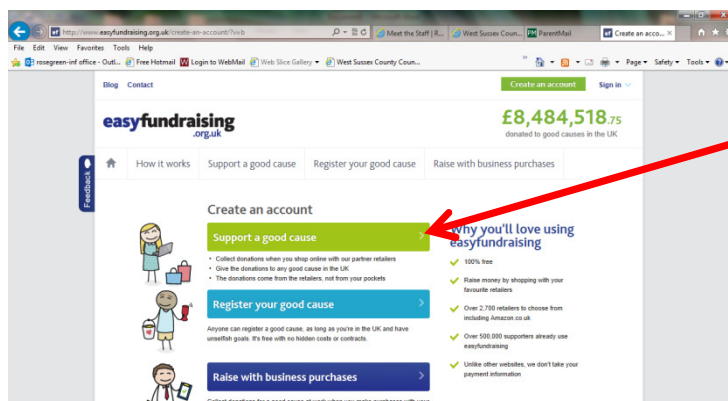 http://www.easyfundraising.org.uk/create-an-account/?v=b
Meet the Staff | R...
West Sussex Coun...
PM ParentMail
ef Create an acco...
File Edit View Favorites Tools Help
rosegreen-inf office - Outl...
Free Hotmail
Login to WebMail
Web Slice Gallery
West Sussex County Coun...
Page
Safety
Tools
Blog Contact
Create an account
Sign in
easyfundraising
.org.uk
£8,484,518.75
donated to good causes in the UK
Feedback
How it works
Support a good cause
Register your good cause
Raise with business purchases
Create an account
Support a good cause
• Collect donations when you shop online with our partner retailers
• Give the donations to any good cause in the UK
• The donations come from the retailers, not from your pockets
Register your good cause
Anyone can register a good cause, as long as you're in the UK and have
unselfish goals. It's free with no hidden costs or contracts.
Raise with business purchases
Why you'll love using
easyfundraising
100% free
Raise money by shopping with your
favourite retailers
Over 2,700 retailers to choose from
including Amazon.co.uk
Over 500,000 supporters already use
easyfundraising
Unlike other websites, we don't take your
payment information